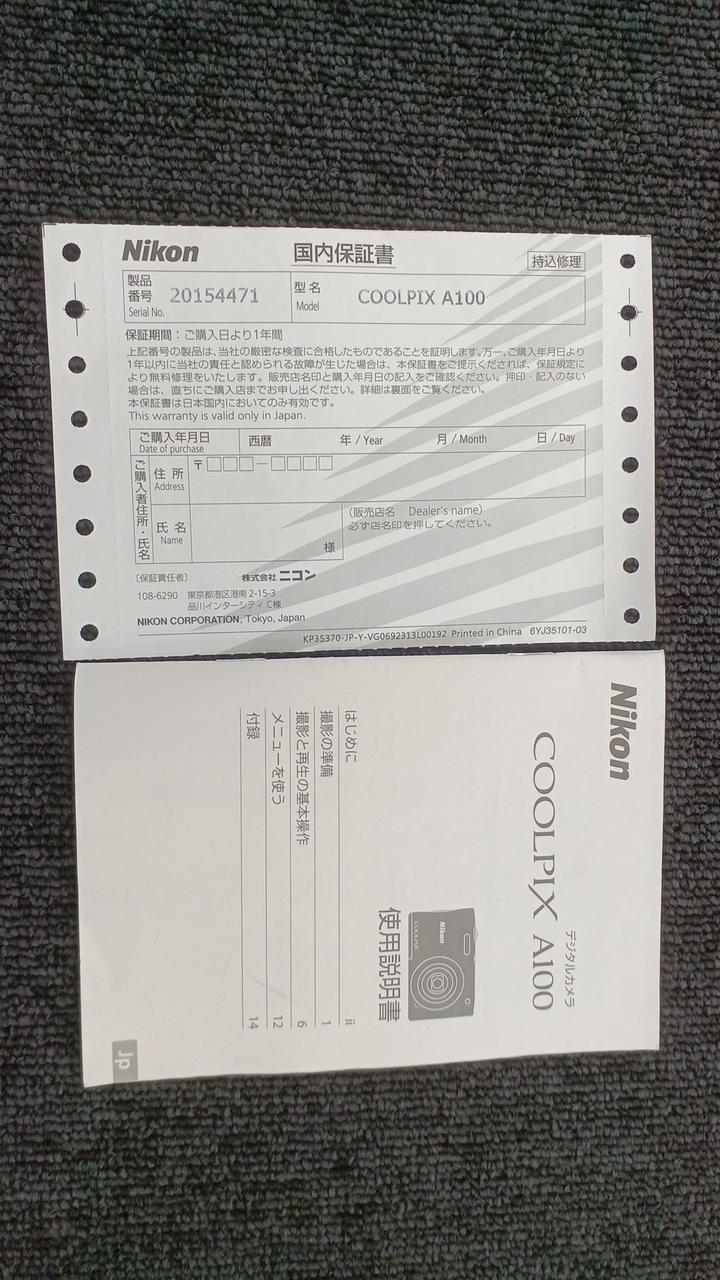 Nikon
国内保証書
持込修理
製品
番号 20154471
Serial No.
型名
Model
COOLPIX A100
保証期間：ご購入日より1年間
上記番号の製品は、当社の厳密な検査に合格したものであることを証明します。万一、ご購入年月日より
1年以内に当社の責任と認められる故障が生じた場合は、本保証書をご提示くだされば、保証規定に
より無料修理をいたします。販売店名印と購入年月日の記入をご確認ください。押印・記入のない
場合は、直ちにご購入店までお申し出ください。詳細は裏面をご覧ください。
本保証書は日本国内においてのみ有効です。
This warranty is valid only in Japan.
ご購入年月日
Date of purchase
西暦 年 / Year 月 / Month 日 / Day
ご購入者住所・氏名
住所
Address
〒□□□−□□□□
氏名
Name
様
（販売店名 Dealer's name）
必ず店名印を押してください。
〔保証責任者〕 株式会社 ニコン
108-6290 東京都港区港南 2-15-3
品川インターシティ C棟
NIKON CORPORATION, Tokyo, Japan
KP35370-JP-Y-VG0692313L00192 Printed in China 6YJ35101-03
Nikon
デジタルカメラ
COOLPIX A100
Nikon
COOLPIX
使用説明書
はじめに ii
撮影の準備 1
撮影と再生の基本操作 6
メニューを使う 12
付録 14
Jp